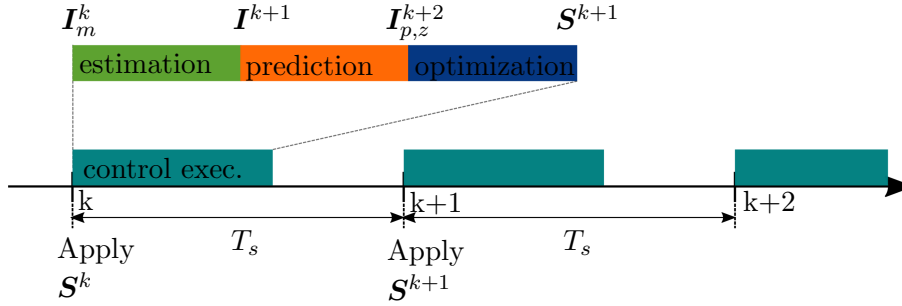 I_m^k I^{k+1} I_{p,z}^{k+2} S^{k+1}
estimation prediction optimization
control exec.
k k+1 k+2
T_s T_s
Apply Apply
S^k S^{k+1}